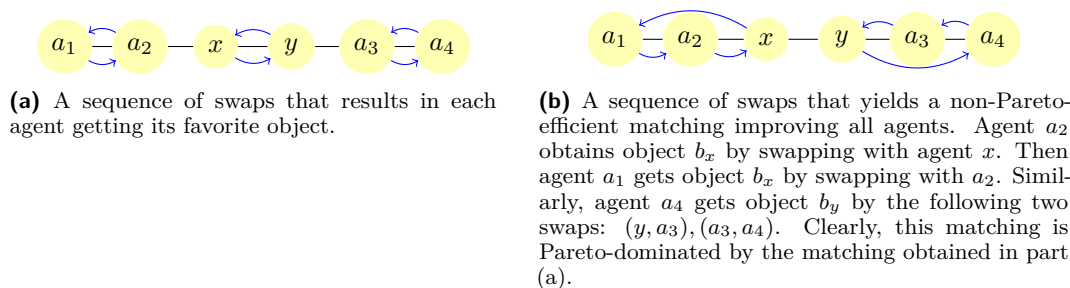 a₁ a₂ x y a₃ a₄
(a) A sequence of swaps that results in each
agent getting its favorite object.
a₁ a₂ x y a₃ a₄
(b) A sequence of swaps that yields a non-Pareto-
efficient matching improving all agents. Agent a₂
obtains object bₓ by swapping with agent x. Then
agent a₁ gets object bₓ by swapping with a₂. Simil-
arly, agent a₄ gets object b_y by the following two
swaps: (y, a₃), (a₃, a₄). Clearly, this matching is
Pareto-dominated by the matching obtained in part
(a).